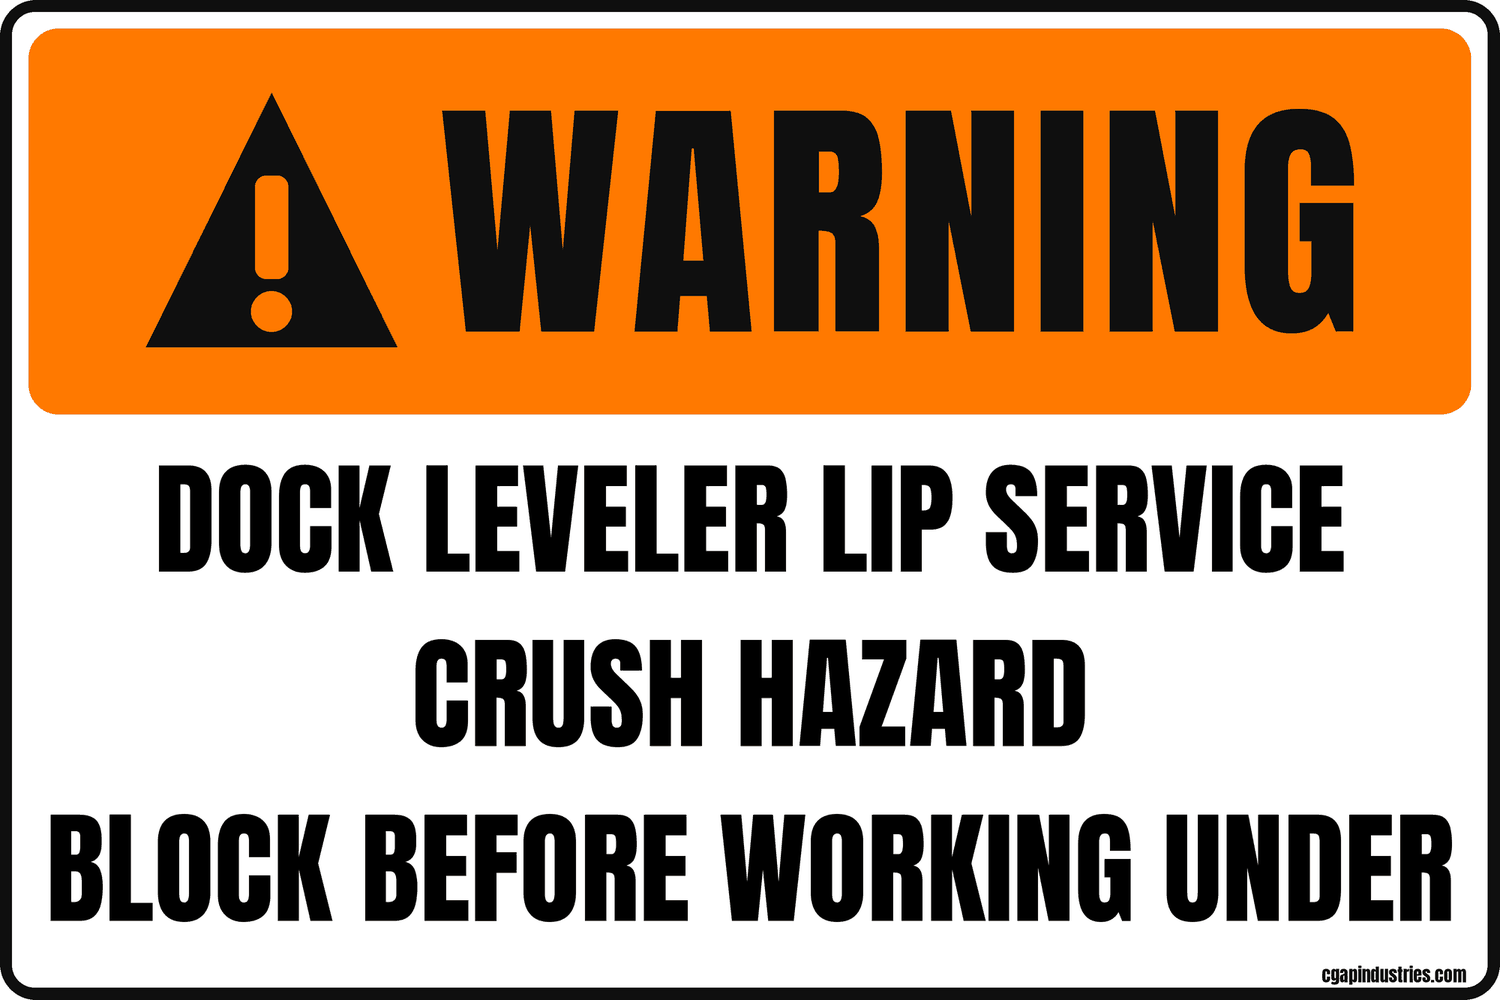 WARNING
DOCK LEVELER LIP SERVICE
CRUSH HAZARD
BLOCK BEFORE WORKING UNDER
cgapindustries.com